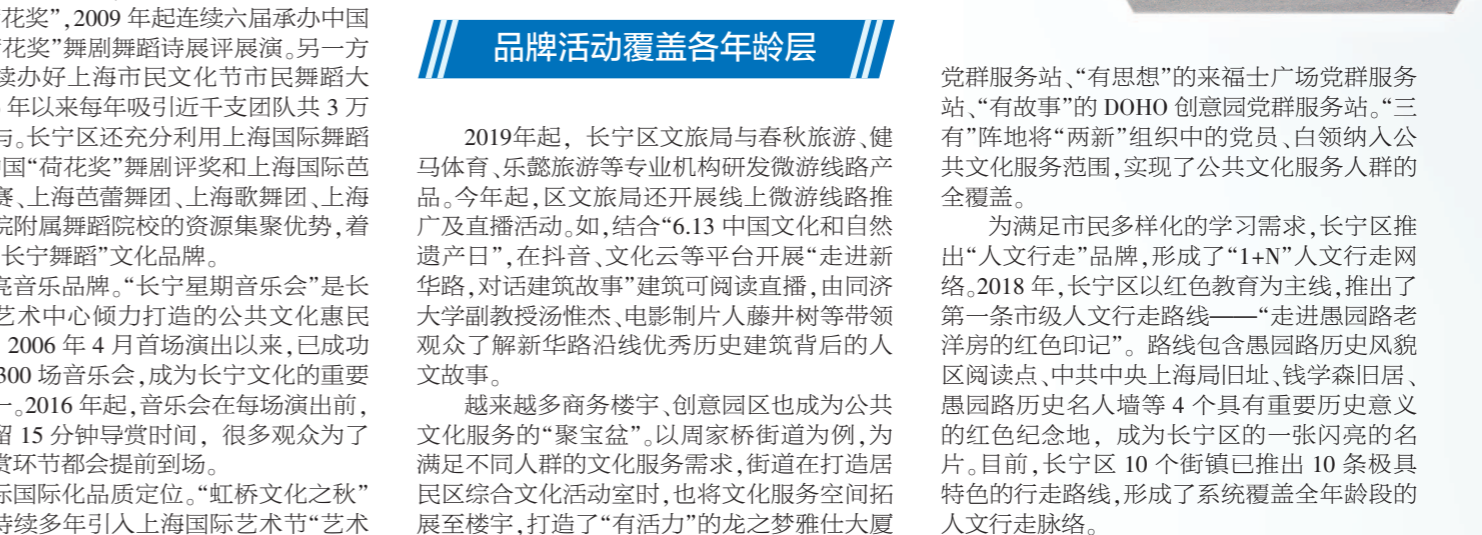 花奖”,2009 年起连续六届承办中国
花奖”舞剧舞蹈诗展评展演。另一方
续办好上海市民文化节市民舞蹈大
年以来每年吸引近千支团队共 3 万
与。长宁区还充分利用上海国际舞蹈
国“荷花奖”舞剧评奖和上海国际芭
赛、上海芭蕾舞团、上海歌舞团、上海
院附属舞蹈院校的资源集聚优势,着
长宁舞蹈”文化品牌。
亮音乐品牌。“长宁星期音乐会”是长
艺术中心倾力打造的公共文化惠民
2006 年 4 月首场演出以来,已成功
300 场音乐会,成为长宁文化的重要
一。2016 年起,音乐会在每场演出前,
留 15 分钟导赏时间，很多观众为了
赏环节都会提前到场。
际国际化品质定位。“虹桥文化之秋”
持续多年引入上海国际艺术节“艺术
品牌活动覆盖各年龄层
2019年起，长宁区文旅局与春秋旅游、健
马体育、乐懿旅游等专业机构研发微游线路产
品。今年起,区文旅局还开展线上微游线路推
广及直播活动。如,结合“6.13 中国文化和自然
遗产日”,在抖音、文化云等平台开展“走进新
华路,对话建筑故事”建筑可阅读直播,由同济
大学副教授汤惟杰、电影制片人藤井树等带领
观众了解新华路沿线优秀历史建筑背后的人
文故事。
越来越多商务楼宇、创意园区也成为公共
文化服务的“聚宝盆”。以周家桥街道为例,为
满足不同人群的文化服务需求,街道在打造居
民区综合文化活动室时,也将文化服务空间拓
展至楼宇,打造了“有活力”的龙之梦雅仕大厦
党群服务站、“有思想”的来福士广场党群服务
站、“有故事”的 DOHO 创意园党群服务站。“三
有”阵地将“两新”组织中的党员、白领纳入公
共文化服务范围,实现了公共文化服务人群的
全覆盖。
为满足市民多样化的学习需求,长宁区推
出“人文行走”品牌,形成了“1+N”人文行走网
络。2018 年,长宁区以红色教育为主线,推出了
第一条市级人文行走路线——“走进愚园路老
洋房的红色印记”。路线包含愚园路历史风貌
区阅读点、中共中央上海局旧址、钱学森旧居、
愚园路历史名人墙等 4 个具有重要历史意义
的红色纪念地，成为长宁区的一张闪亮的名
片。目前,长宁区 10 个街镇已推出 10 条极具
特色的行走路线,形成了系统覆盖全年龄段的
人文行走脉络。